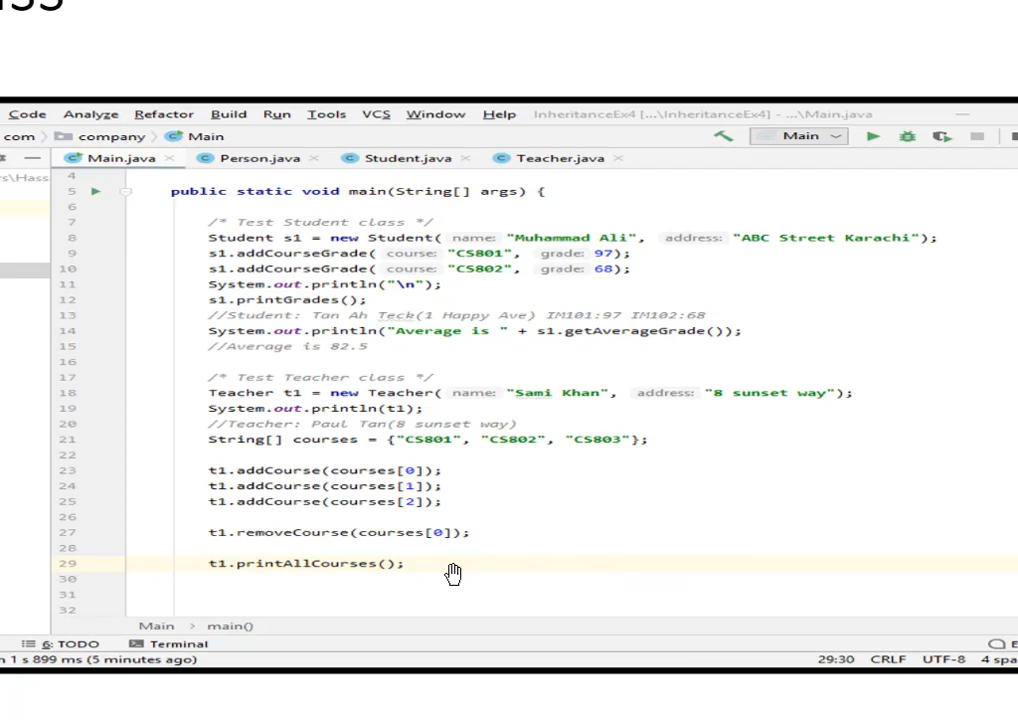 Code Analyze Refactor Build Run Tools VCS Window Help InheritanceEx4 [...\InheritanceEx4] - ...\Main.java
com company Main Main
Main.java Person.java Student.java Teacher.java
4
5 public static void main(String[] args) {
6
7 /* Test Student class */
8 Student s1 = new Student( name: "Muhammad Ali", address: "ABC Street Karachi");
9 s1.addCourseGrade( course: "CS801", grade: 97);
10 s1.addCourseGrade( course: "CS802", grade: 68);
11 System.out.println("\n");
12 s1.printGrades();
13 //Student: Tan Ah Teck(1 Happy Ave) IM101:97 IM102:68
14 System.out.println("Average is " + s1.getAverageGrade());
15 //Average is 82.5
16
17 /* Test Teacher class */
18 Teacher t1 = new Teacher( name: "Sami Khan", address: "8 sunset way");
19 System.out.println(t1);
20 //Teacher: Paul Tan(8 sunset way)
21 String[] courses = {"CS801", "CS802", "CS803"};
22
23 t1.addCourse(courses[0]);
24 t1.addCourse(courses[1]);
25 t1.addCourse(courses[2]);
26
27 t1.removeCourse(courses[0]);
28
29 t1.printAllCourses();
30
31
32
Main > main()
6: TODO Terminal
1 s 899 ms (5 minutes ago) 29:30 CRLF UTF-8 4 spa